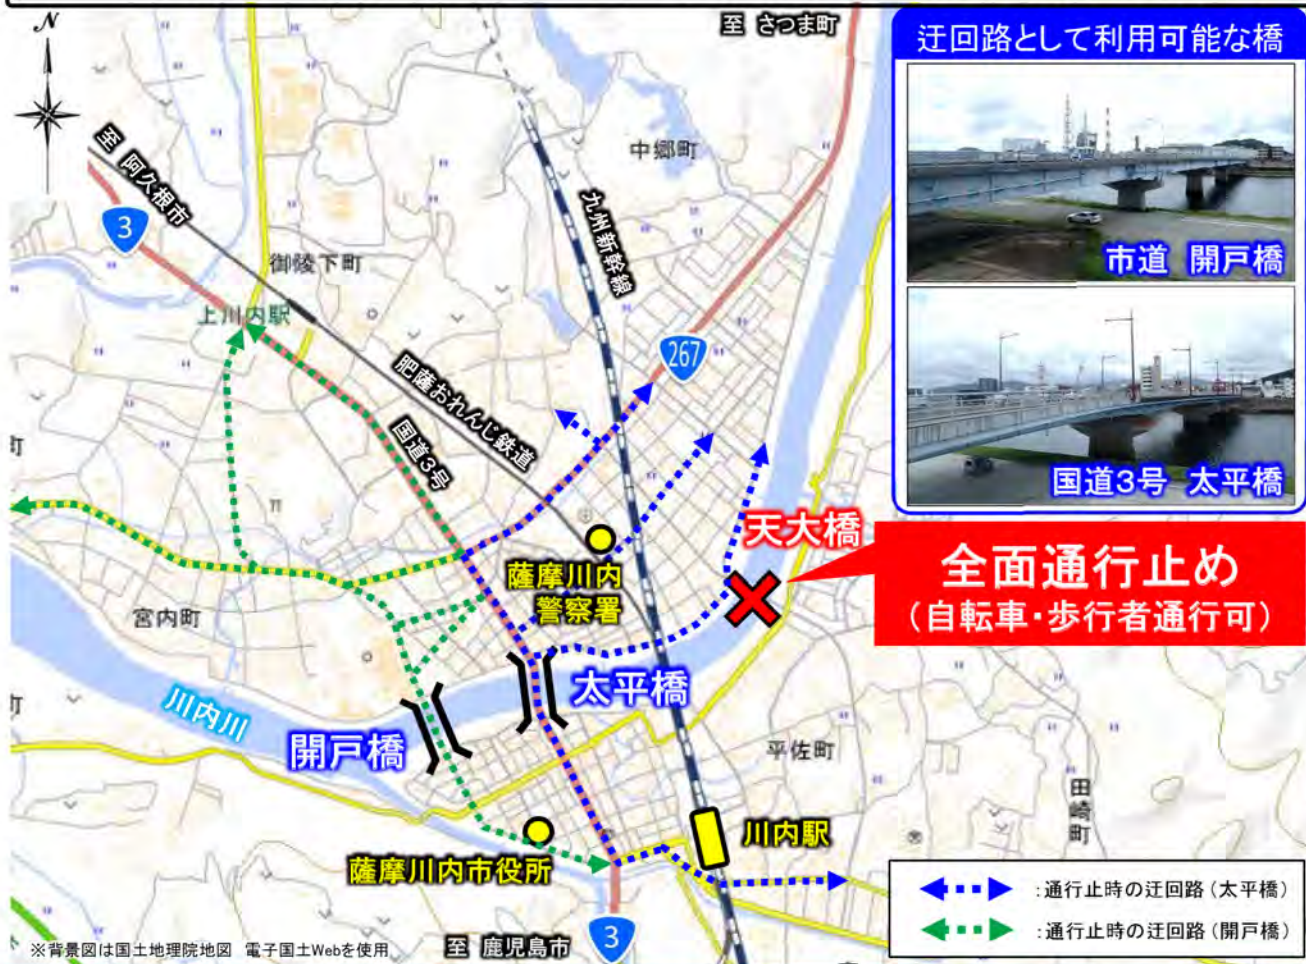 N
至 さつま町
迂回路として利用可能な橋
中郷町
至 阿久根市
3
九州新幹線
御陵下町
市道 開戸橋
上川内駅
267
肥薩おれんじ鉄道
国道3号
国道3号 太平橋
町
天大橋
全面通行止め
(自転車・歩行者通行可)
薩摩川内
警察署
宮内町
太平橋
川内川
町
開戸橋
平佐町
田崎町
川内駅
薩摩川内市役所
:通行止時の迂回路(太平橋)
:通行止時の迂回路(開戸橋)
3
至 鹿児島市
※背景図は国土地理院地図 電子国土Webを使用